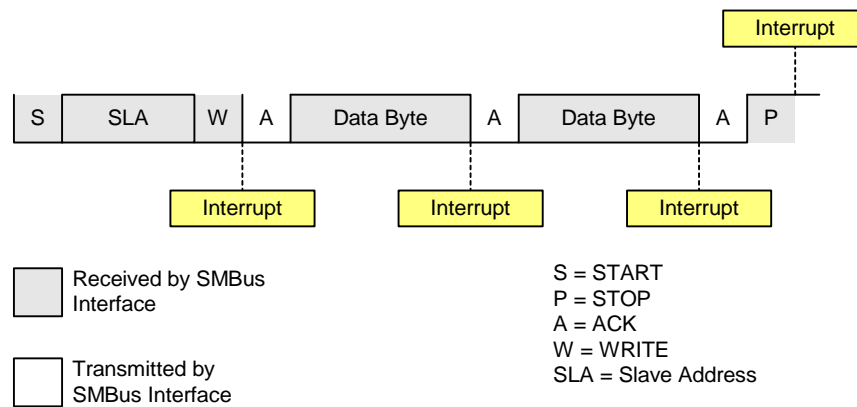 Interrupt
S
SLA
W
A
Data Byte
A
Data Byte
A
P
Interrupt
Interrupt
Interrupt
Received by SMBus
Interface
Transmitted by
SMBus Interface
S = START
P = STOP
A = ACK
W = WRITE
SLA = Slave Address